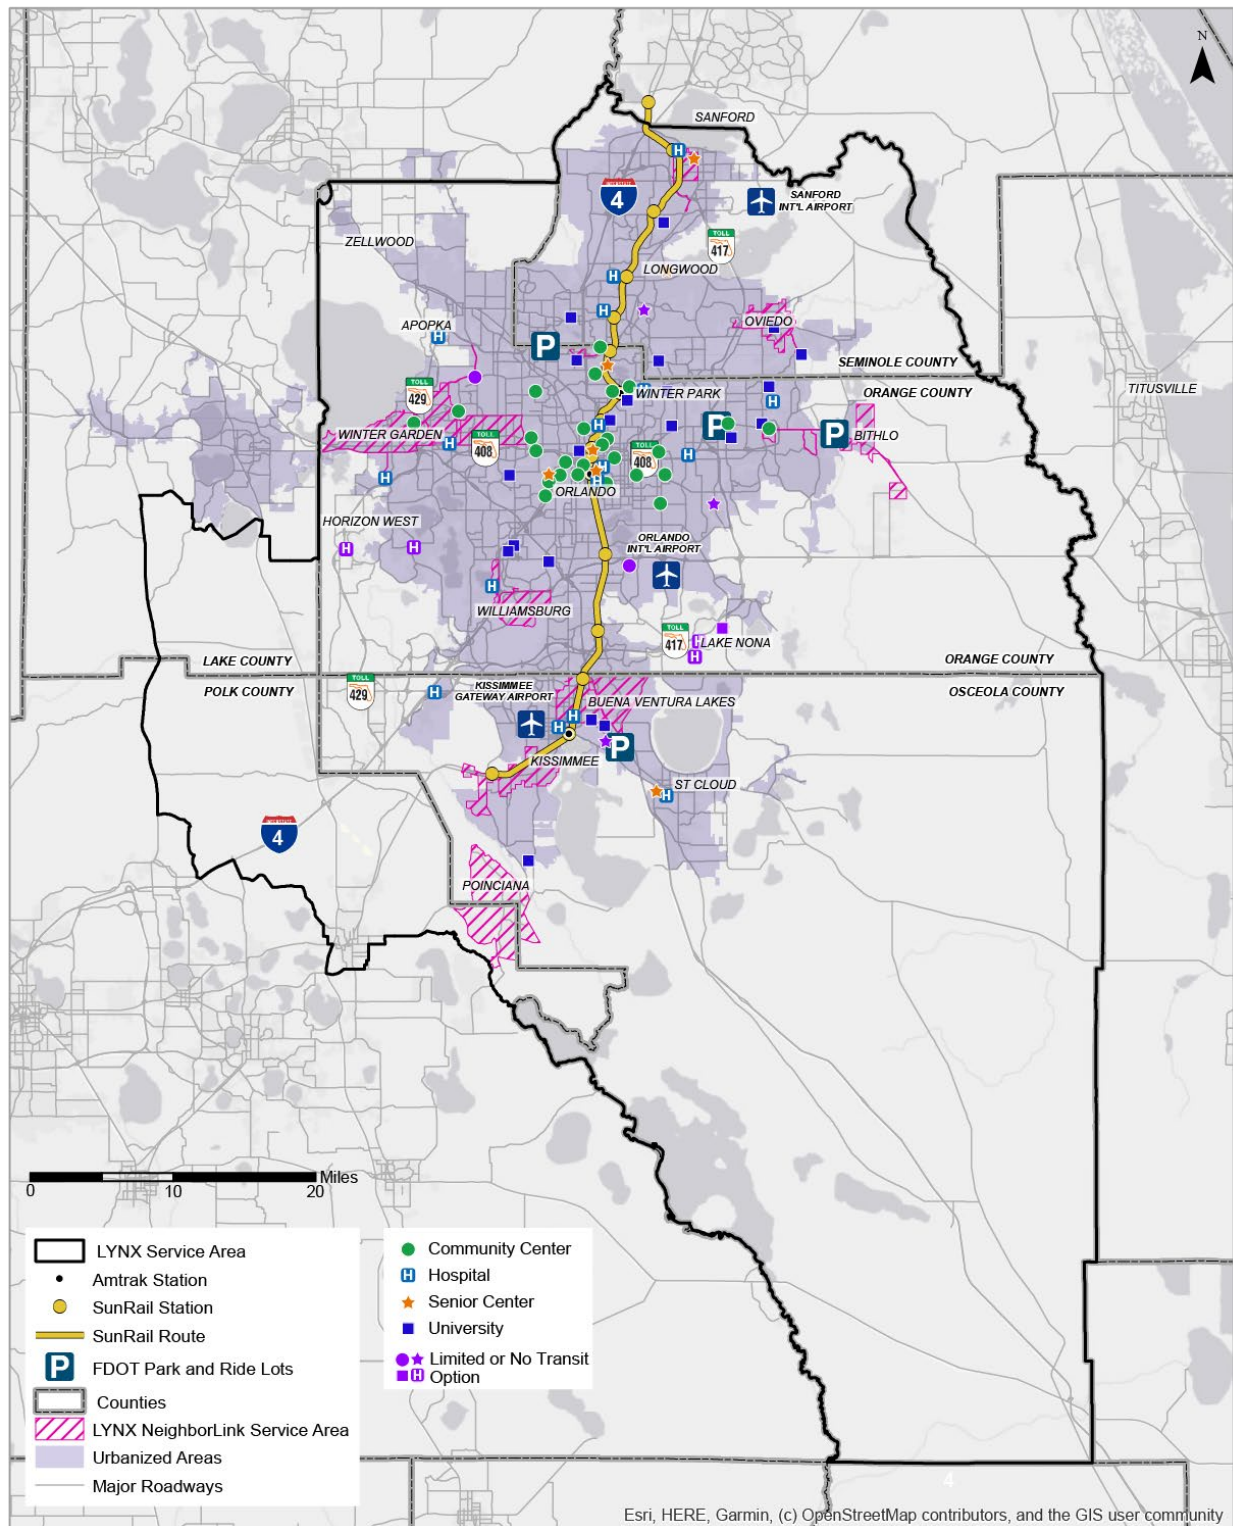 N
SANFORD
H
4
SANFORD
INT'L AIRPORT
TOLL
417
ZELLWOOD
LONGWOOD
H
H
APOPKA
H
OVIEDO
P
SEMINOLE COUNTY
ORANGE COUNTY
TITUSVILLE
TOLL
429
WINTER PARK
H
H
WINTER GARDEN
H
TOLL
408
H
P
P
BITHLO
TOLL
408
H
H
H
H
ORLANDO
HORIZON WEST
H
H
ORLANDO
INT'L AIRPORT
H
WILLIAMSBURG
TOLL
417
H
LAKE NONA
H
LAKE COUNTY
POLK COUNTY
ORANGE COUNTY
OSCEOLA COUNTY
TOLL
429
H
KISSIMMEE
GATEWAY AIRPORT
BUENA VENTURA LAKES
H
H
P
KISSIMMEE
ST CLOUD
H
4
POINCIANA
Miles
0 10 20
LYNX Service Area
Amtrak Station
SunRail Station
SunRail Route
P FDOT Park and Ride Lots
Counties
LYNX NeighborLink Service Area
Urbanized Areas
Major Roadways
Community Center
H Hospital
Senior Center
University
Limited or No Transit
H Option
4
Esri, HERE, Garmin, (c) OpenStreetMap contributors, and the GIS user community